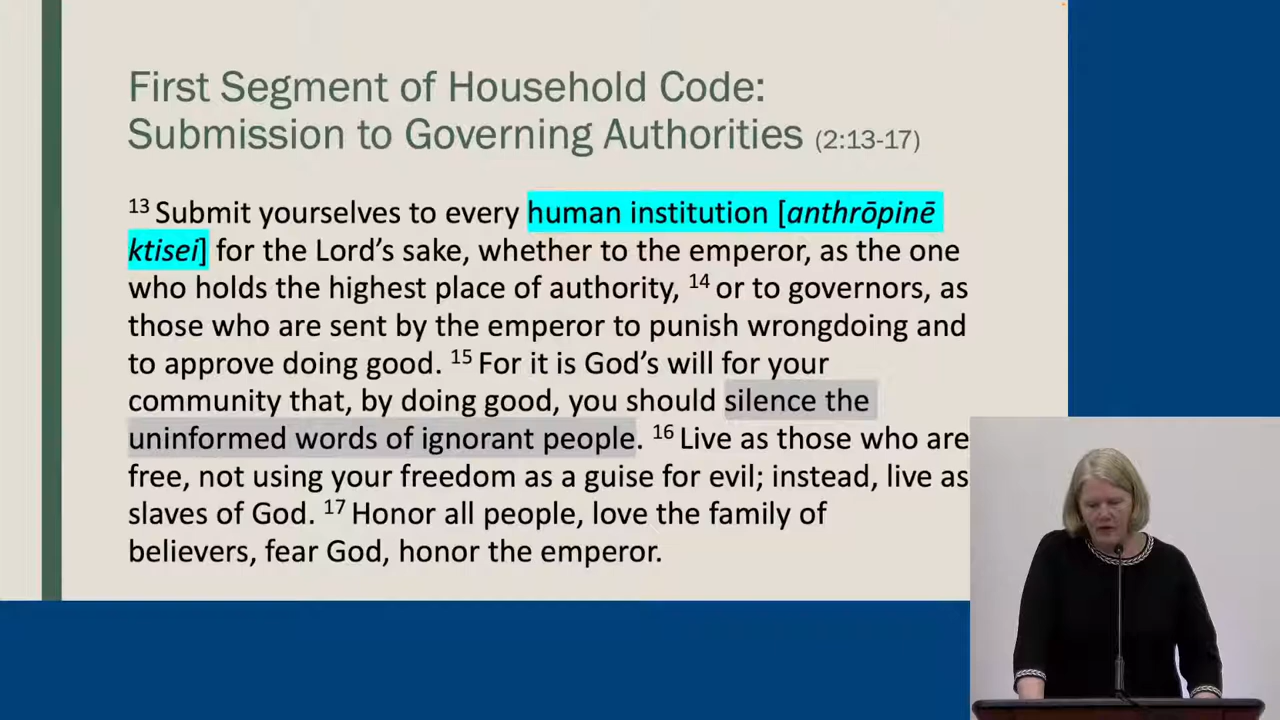 First Segment of Household Code:
Submission to Governing Authorities (2:13-17)
13 Submit yourselves to every human institution [anthrōpinē
ktisei] for the Lord's sake, whether to the emperor, as the one
who holds the highest place of authority, 14 or to governors, as
those who are sent by the emperor to punish wrongdoing and
to approve doing good. 15 For it is God's will for your
community that, by doing good, you should silence the
uninformed words of ignorant people. 16 Live as those who are
free, not using your freedom as a guise for evil; instead, live as
slaves of God. 17 Honor all people, love the family of
believers, fear God, honor the emperor.